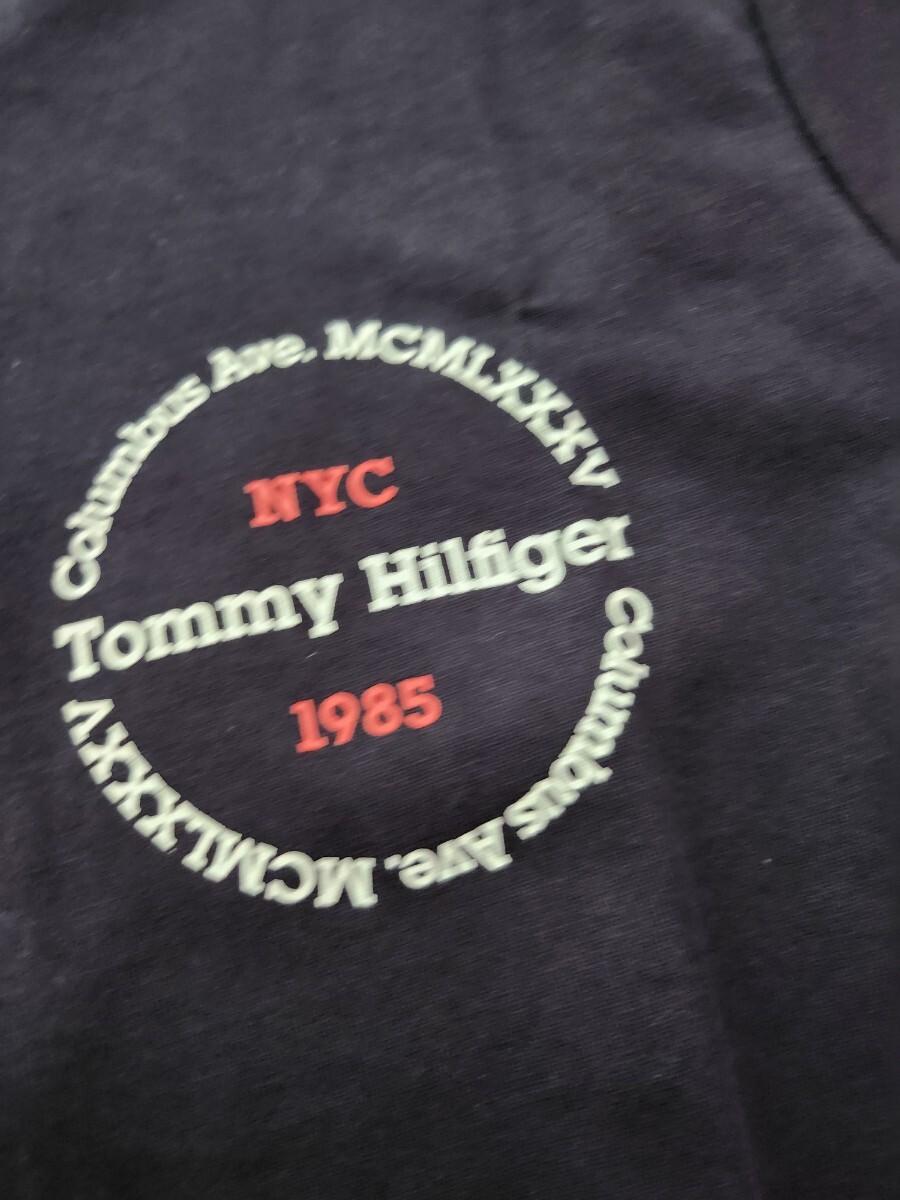 Columbus Ave. MCMLXXXV
NYC
Tommy Hilfiger
1985
Columbus Ave. MCMLXXXV